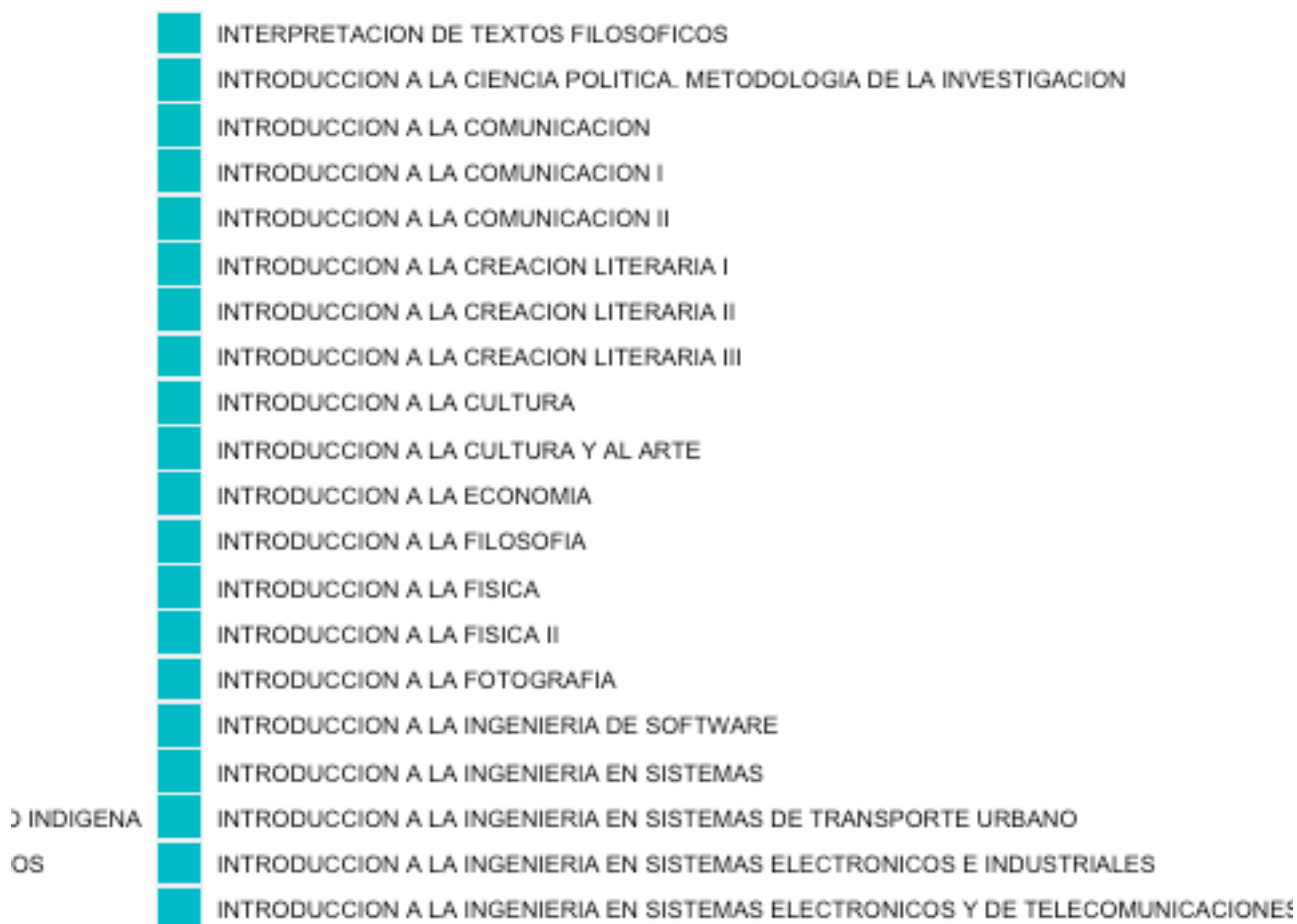 INTERPRETACION DE TEXTOS FILOSOFICOS
INTRODUCCION A LA CIENCIA POLITICA. METODOLOGIA DE LA INVESTIGACION
INTRODUCCION A LA COMUNICACION
INTRODUCCION A LA COMUNICACION I
INTRODUCCION A LA COMUNICACION II
INTRODUCCION A LA CREACION LITERARIA I
INTRODUCCION A LA CREACION LITERARIA II
INTRODUCCION A LA CREACION LITERARIA III
INTRODUCCION A LA CULTURA
INTRODUCCION A LA CULTURA Y AL ARTE
INTRODUCCION A LA ECONOMIA
INTRODUCCION A LA FILOSOFIA
INTRODUCCION A LA FISICA
INTRODUCCION A LA FISICA II
INTRODUCCION A LA FOTOGRAFIA
INTRODUCCION A LA INGENIERIA DE SOFTWARE
INTRODUCCION A LA INGENIERIA EN SISTEMAS
INDIGENA INTRODUCCION A LA INGENIERIA EN SISTEMAS DE TRANSPORTE URBANO
OS INTRODUCCION A LA INGENIERIA EN SISTEMAS ELECTRONICOS E INDUSTRIALES
INTRODUCCION A LA INGENIERIA EN SISTEMAS ELECTRONICOS Y DE TELECOMUNICACIONES